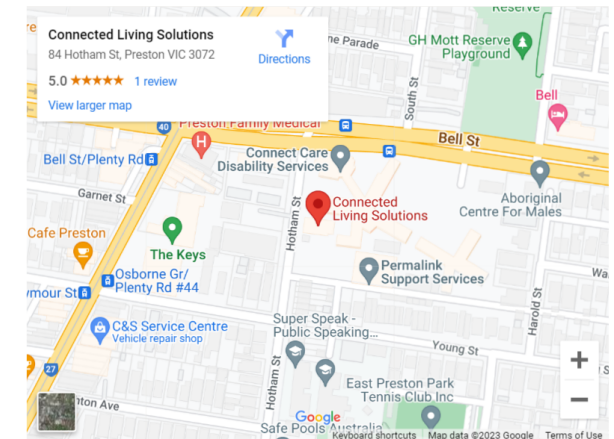 Reserve
Connected Living Solutions
84 Hotham St, Preston VIC 3072
5.0
1 review
View larger map
Directions
ne Parade
GH Mott Reserve
Playground
South St
Bell
40
Preston Family Medical
H
Bell St
Bell St/Plenty Rd
Connect Care
Disability Services
Garnet St
Connected
Living Solutions
Aboriginal
Centre For Males
Hotham St
Cafe Preston
The Keys
Permalink
Support Services
Osborne Gr/
Plenty Rd #44
ymour St
Wa
Harold St
C&S Service Centre
Vehicle repair shop
Super Speak -
Public Speaking...
Young St
27
Hotham St
East Preston Park
Tennis Club Inc
nton Ave
Google
Safe Pools Australia
Keyboard shortcuts
Map data ©2023 Google
Terms of Use